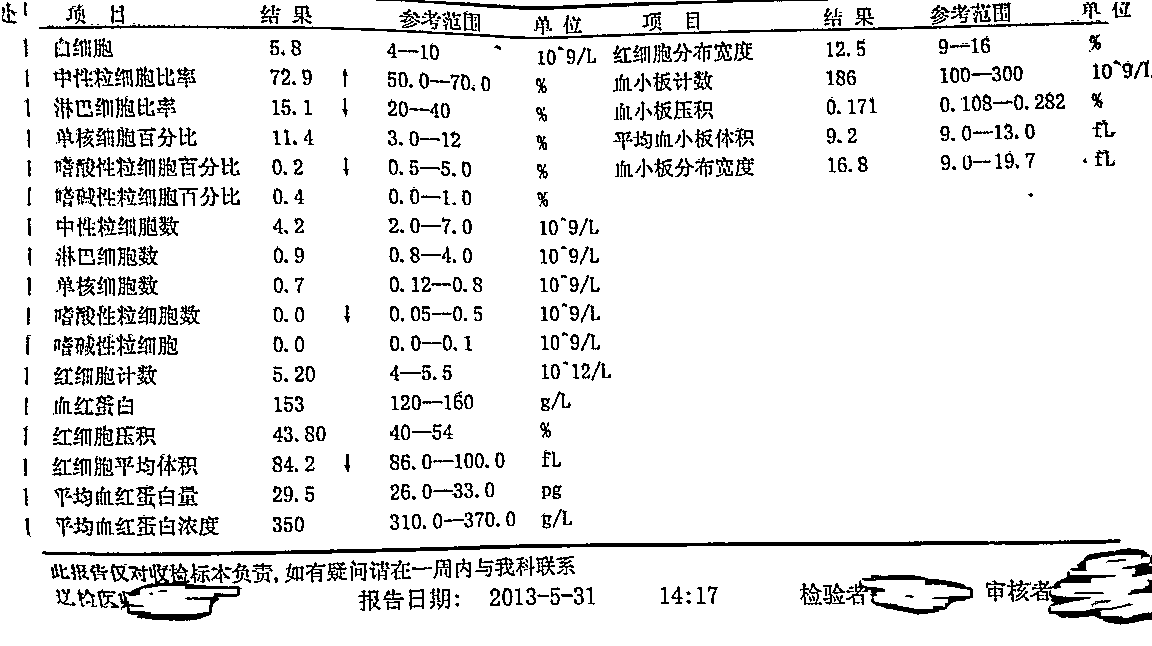 项 目 结 果 参考范围 单 位 项 目 结 果 参考范围 单 位
1 白细胞 5.8 4—10 10^9/L 红细胞分布宽度 12.5 9—16 %
1 中性粒细胞比率 72.9 ↑ 50.0—70.0 % 血小板计数 186 100—300 10^9/L
1 淋巴细胞比率 15.1 ↓ 20—40 % 血小板压积 0.171 0.108—0.282 %
1 单核细胞百分比 11.4 3.0—12 % 平均血小板体积 9.2 9.0—13.0 fL
1 嗜酸性粒细胞百分比 0.2 ↓ 0.5—5.0 % 血小板分布宽度 16.8 9.0—19.7 fL
1 嗜碱性粒细胞百分比 0.4 0.0—1.0 %
1 中性粒细胞数 4.2 2.0—7.0 10^9/L
1 淋巴细胞数 0.9 0.8—4.0 10^9/L
1 单核细胞数 0.7 0.12—0.8 10^9/L
1 嗜酸性粒细胞数 0.0 ↓ 0.05—0.5 10^9/L
1 嗜碱性粒细胞 0.0 0.0—0.1 10^9/L
1 红细胞计数 5.20 4—5.5 10^12/L
1 血红蛋白 153 120—160 g/L
1 红细胞压积 43.80 40—54 %
1 红细胞平均体积 84.2 ↓ 86.0—100.0 fL
1 平均血红蛋白量 29.5 26.0—33.0 pg
1 平均血红蛋白浓度 350 310.0—370.0 g/L
此报告仅对收检标本负责,如有疑问请在一周内与我科联系
送检医 报告日期: 2013-5-31 14:17 检验者 审核者